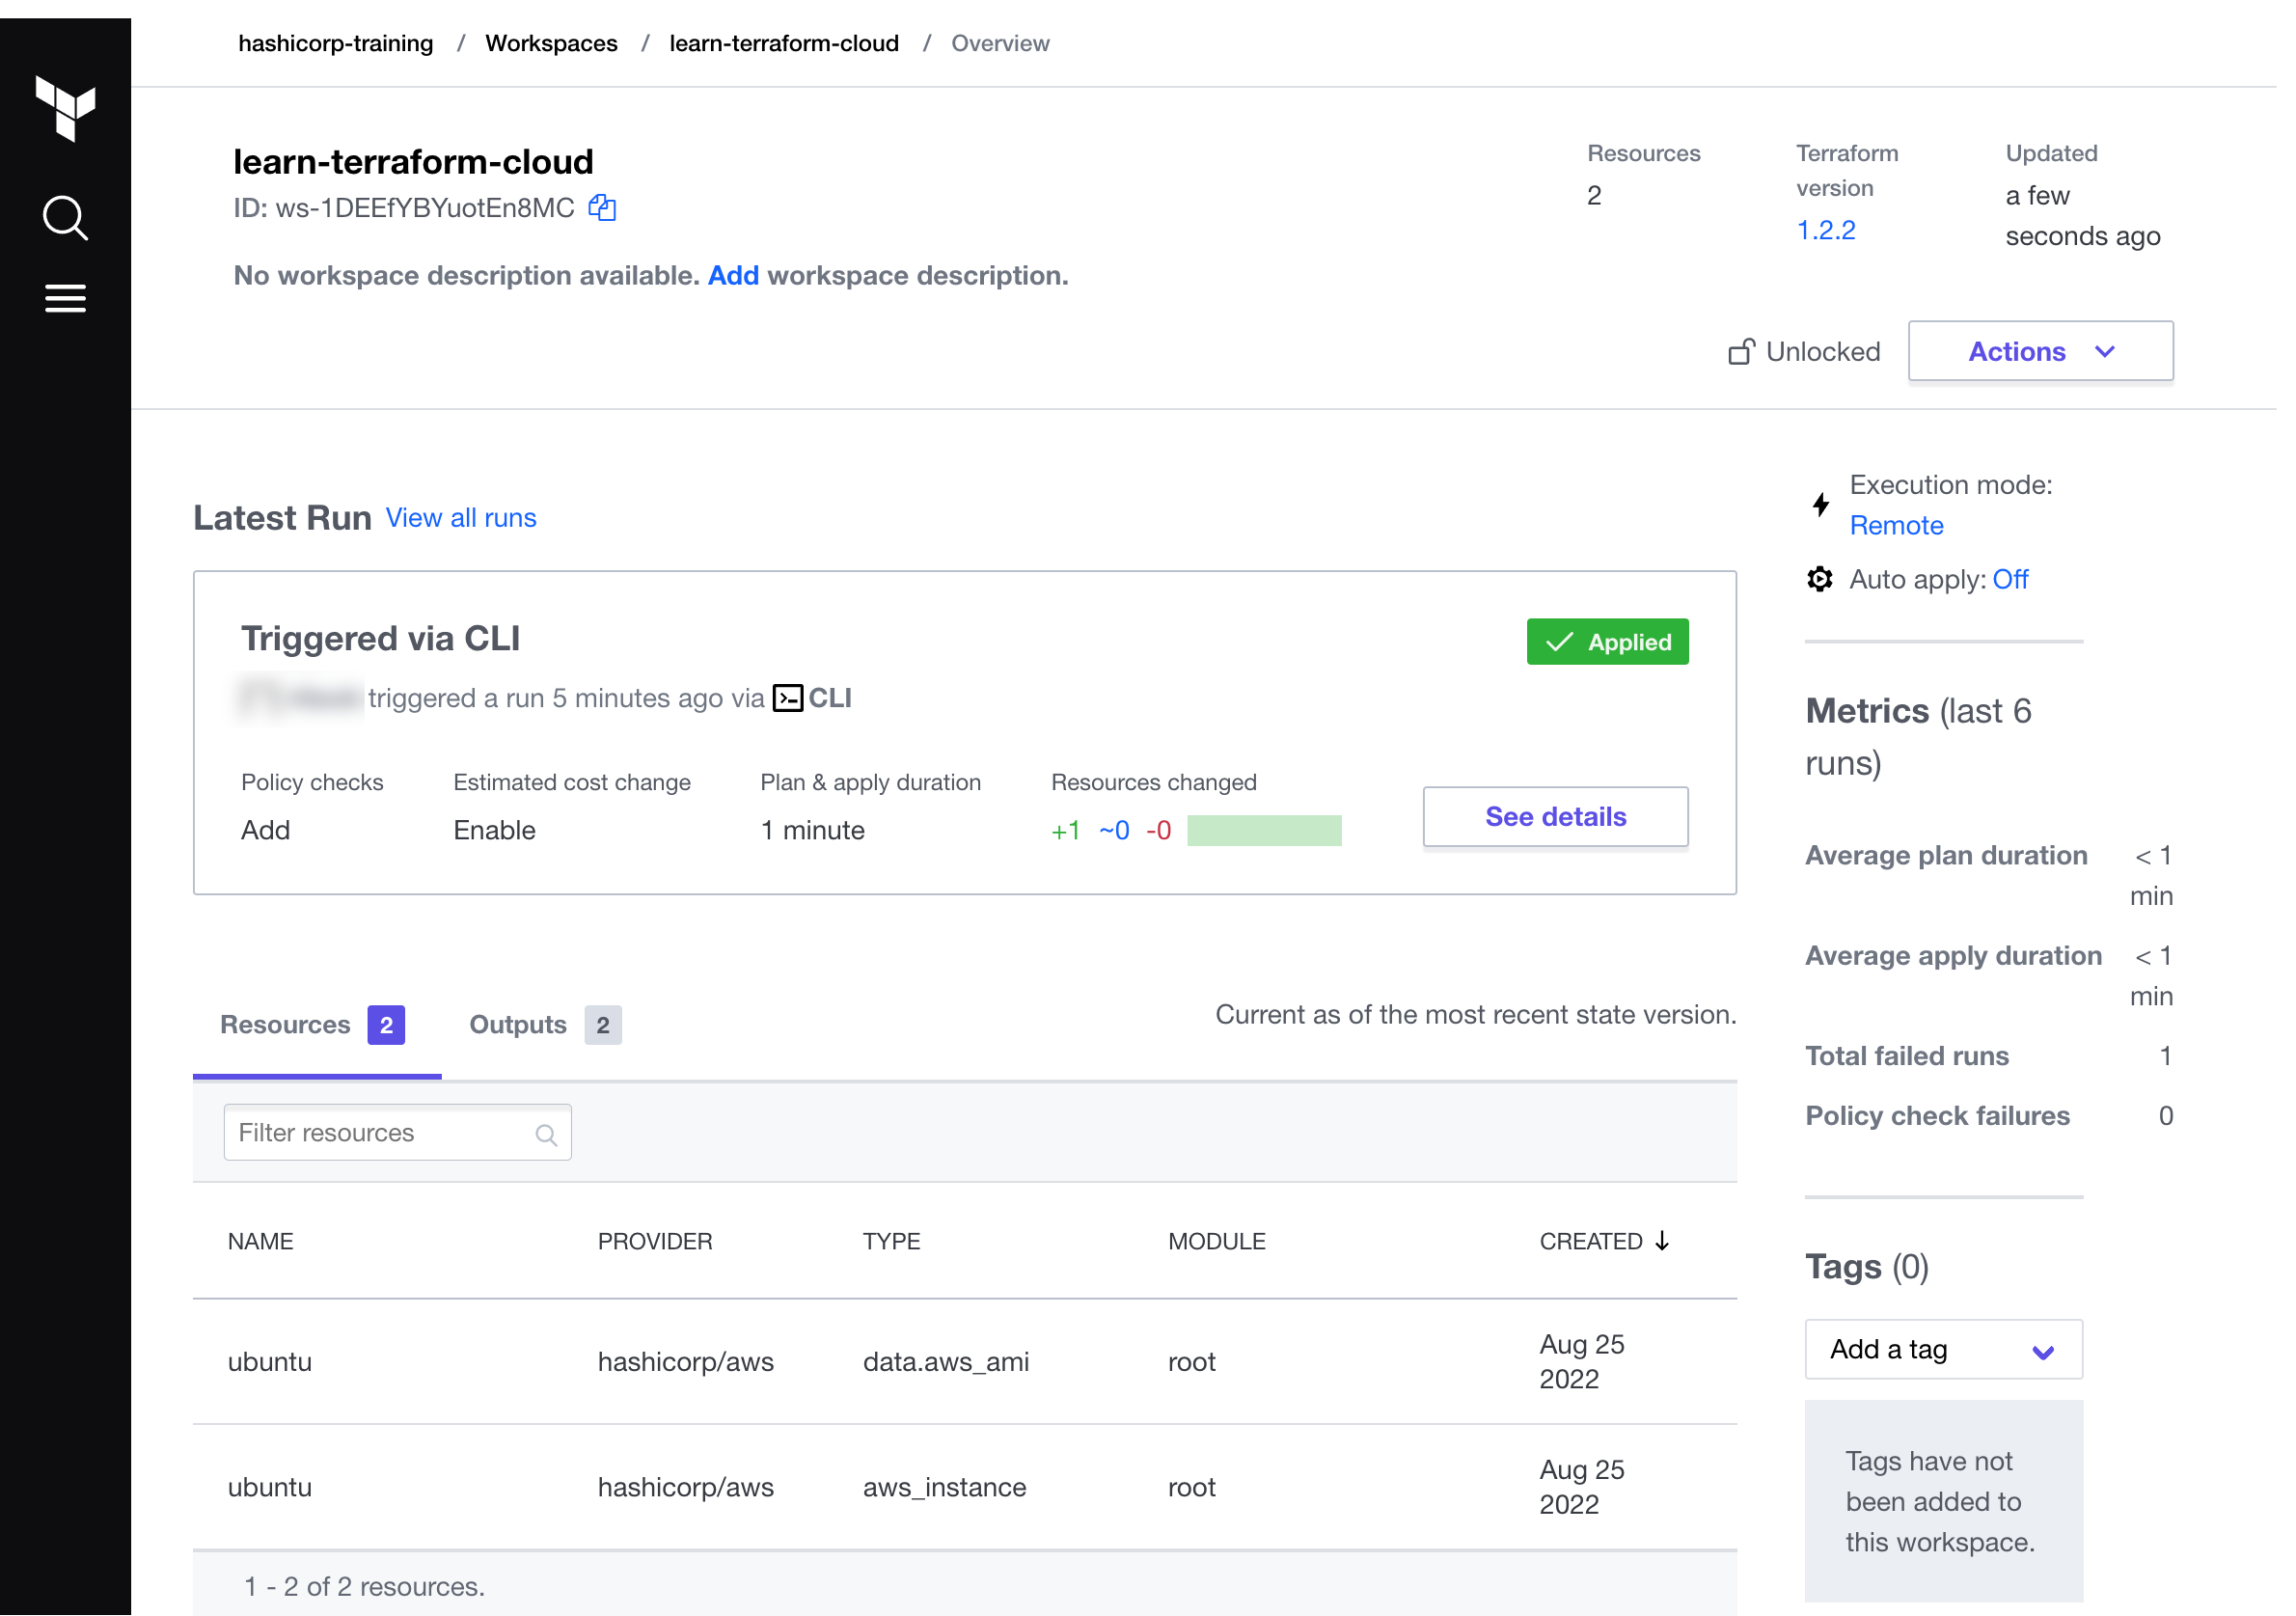 hashicorp-training / Workspaces / learn-terraform-cloud / Overview
learn-terraform-cloud
ID: ws-1DEEfYBYuotEn8MC
No workspace description available. Add workspace description.
Resources
2
Terraform
version
1.2.2
Updated
a few
seconds ago
Unlocked
Actions
Latest Run View all runs
Triggered via CLI
Applied
triggered a run 5 minutes ago via CLI
Policy checks
Add
Estimated cost change
Enable
Plan & apply duration
1 minute
Resources changed
+1 ~0 -0
See details
Resources 2
Outputs 2
Current as of the most recent state version.
Filter resources
NAME PROVIDER TYPE MODULE CREATED ↓
ubuntu hashicorp/aws data.aws_ami root Aug 25
2022
ubuntu hashicorp/aws aws_instance root Aug 25
2022
1 - 2 of 2 resources.
Execution mode:
Remote
Auto apply: Off
Metrics (last 6
runs)
Average plan duration < 1
min
Average apply duration < 1
min
Total failed runs 1
Policy check failures 0
Tags (0)
Add a tag
Tags have not
been added to
this workspace.